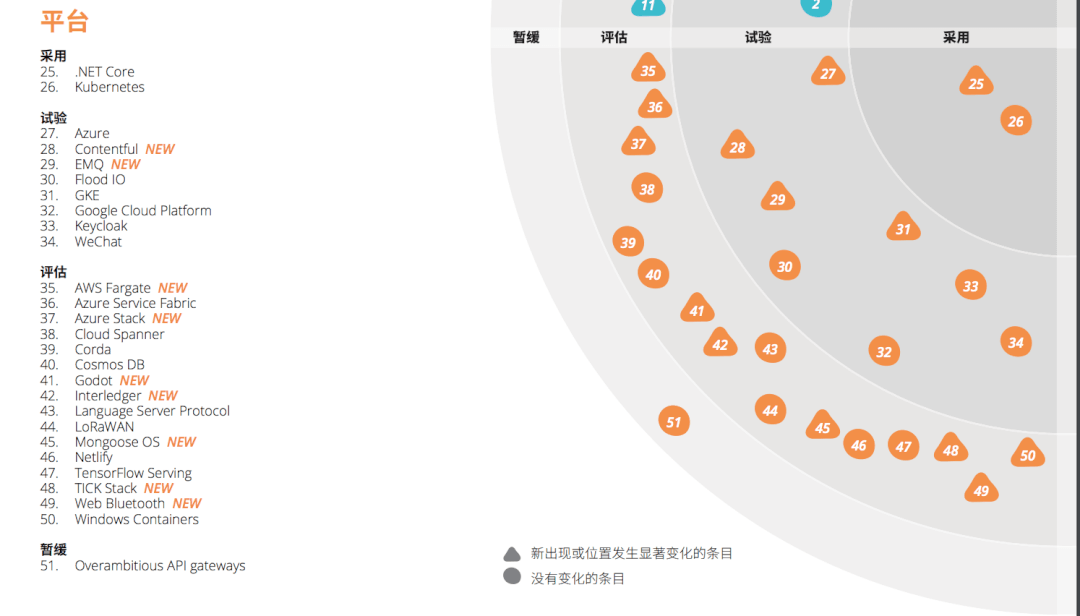 平台
采用
25. .NET Core
26. Kubernetes
试验
27. Azure
28. Contentful NEW
29. EMQ NEW
30. Flood IO
31. GKE
32. Google Cloud Platform
33. Keycloak
34. WeChat
评估
35. AWS Fargate NEW
36. Azure Service Fabric
37. Azure Stack NEW
38. Cloud Spanner
39. Corda
40. Cosmos DB
41. Godot NEW
42. Interledger NEW
43. Language Server Protocol
44. LoRaWAN
45. Mongoose OS NEW
46. Netlify
47. TensorFlow Serving
48. TICK Stack NEW
49. Web Bluetooth NEW
50. Windows Containers
暂缓
51. Overambitious API gateways
11
2
暂缓 评估 试验 采用
35
27
25
36
26
37
28
38
29
31
39
30
40
33
41
42
43
32
34
44
51
45
46
47
48
50
49
新出现或位置发生显著变化的条目
没有变化的条目